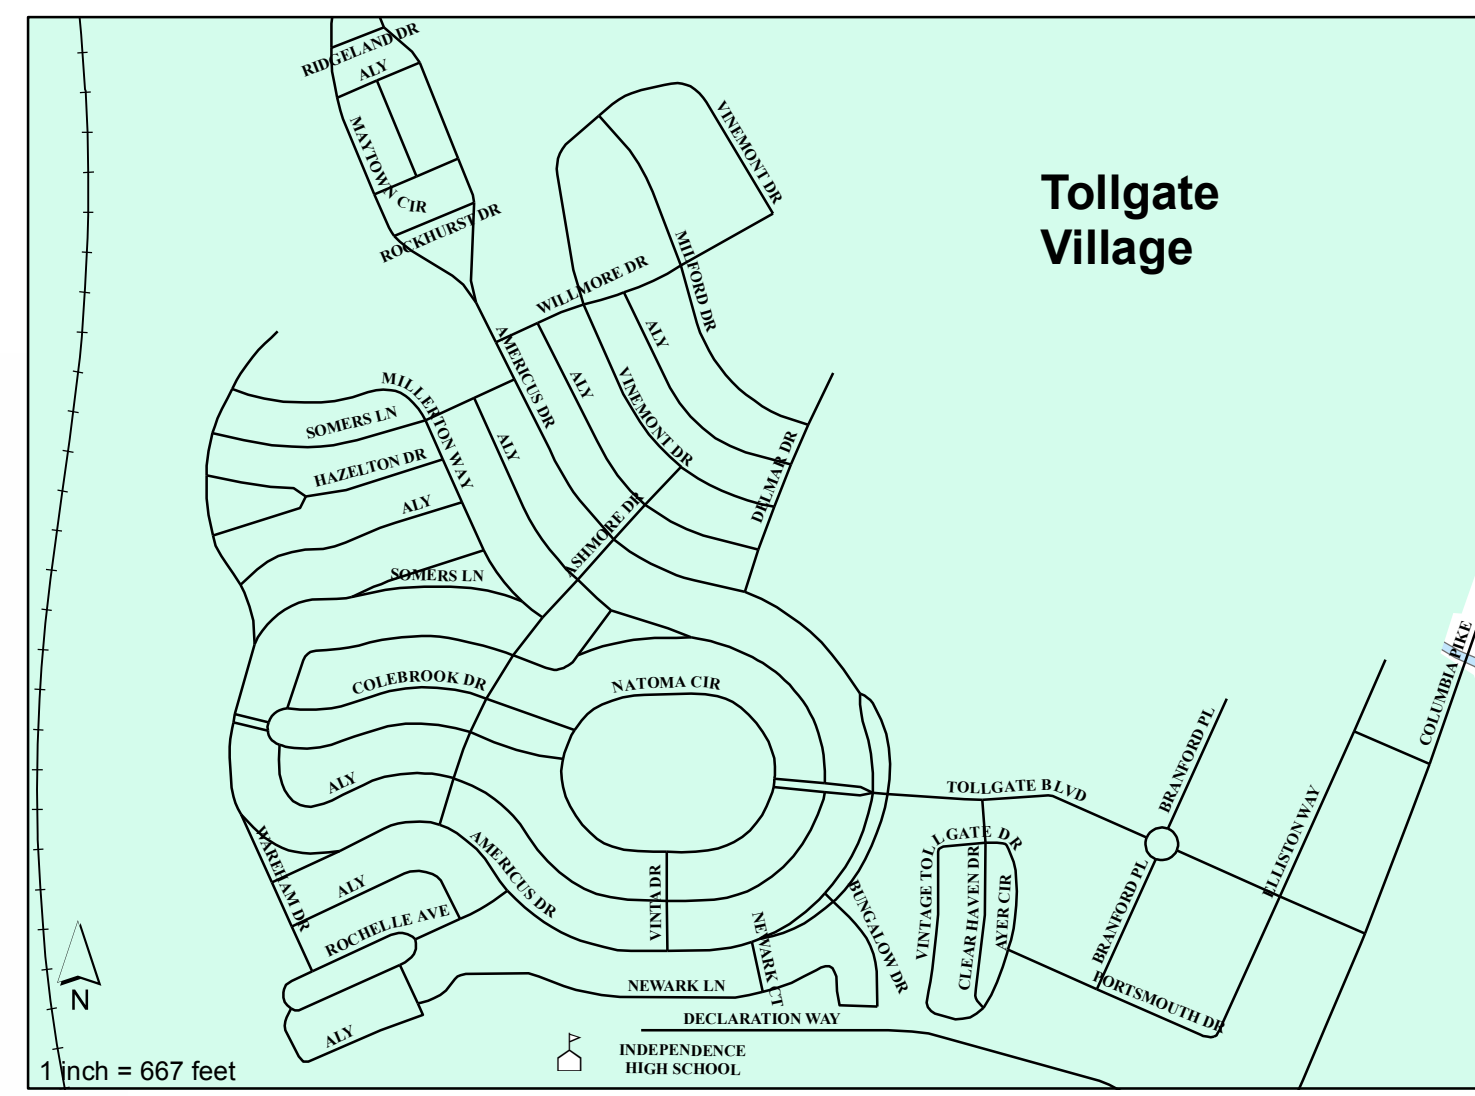 RIDGELAND DR
ALY
MAYTOWN CIR
ROCKHURST DR
VINEMONT DR
Tollgate
Village
WILLMORE DR
MILFORD DR
AMERICUS DR
ALY
ALY
VINEMONT DR
MILLERTON WAY
SOMERS LN
HAZELTON DR
ALY
ALY
DELMAR DR
ASHMORE DR
SOMERS LN
COLEBROOK DR
NATOMA CIR
COLUMBIA PIKE
BRANFORD PL
ALY
TOLLGATE BLVD
ELLISTON WAY
WAREHAM DR
AMERICUS DR
VINTAGE TOLLGATE DR
CLEAR HAVEN DR
AYER CIR
BRANFORD PL
ALY
VINTA DR
BUNGALOW DR
ROCHELLE AVE
NEWARK CT
NEWARK LN
PORTSMOUTH DR
N
DECLARATION WAY
ALY
INDEPENDENCE
HIGH SCHOOL
1 inch = 667 feet